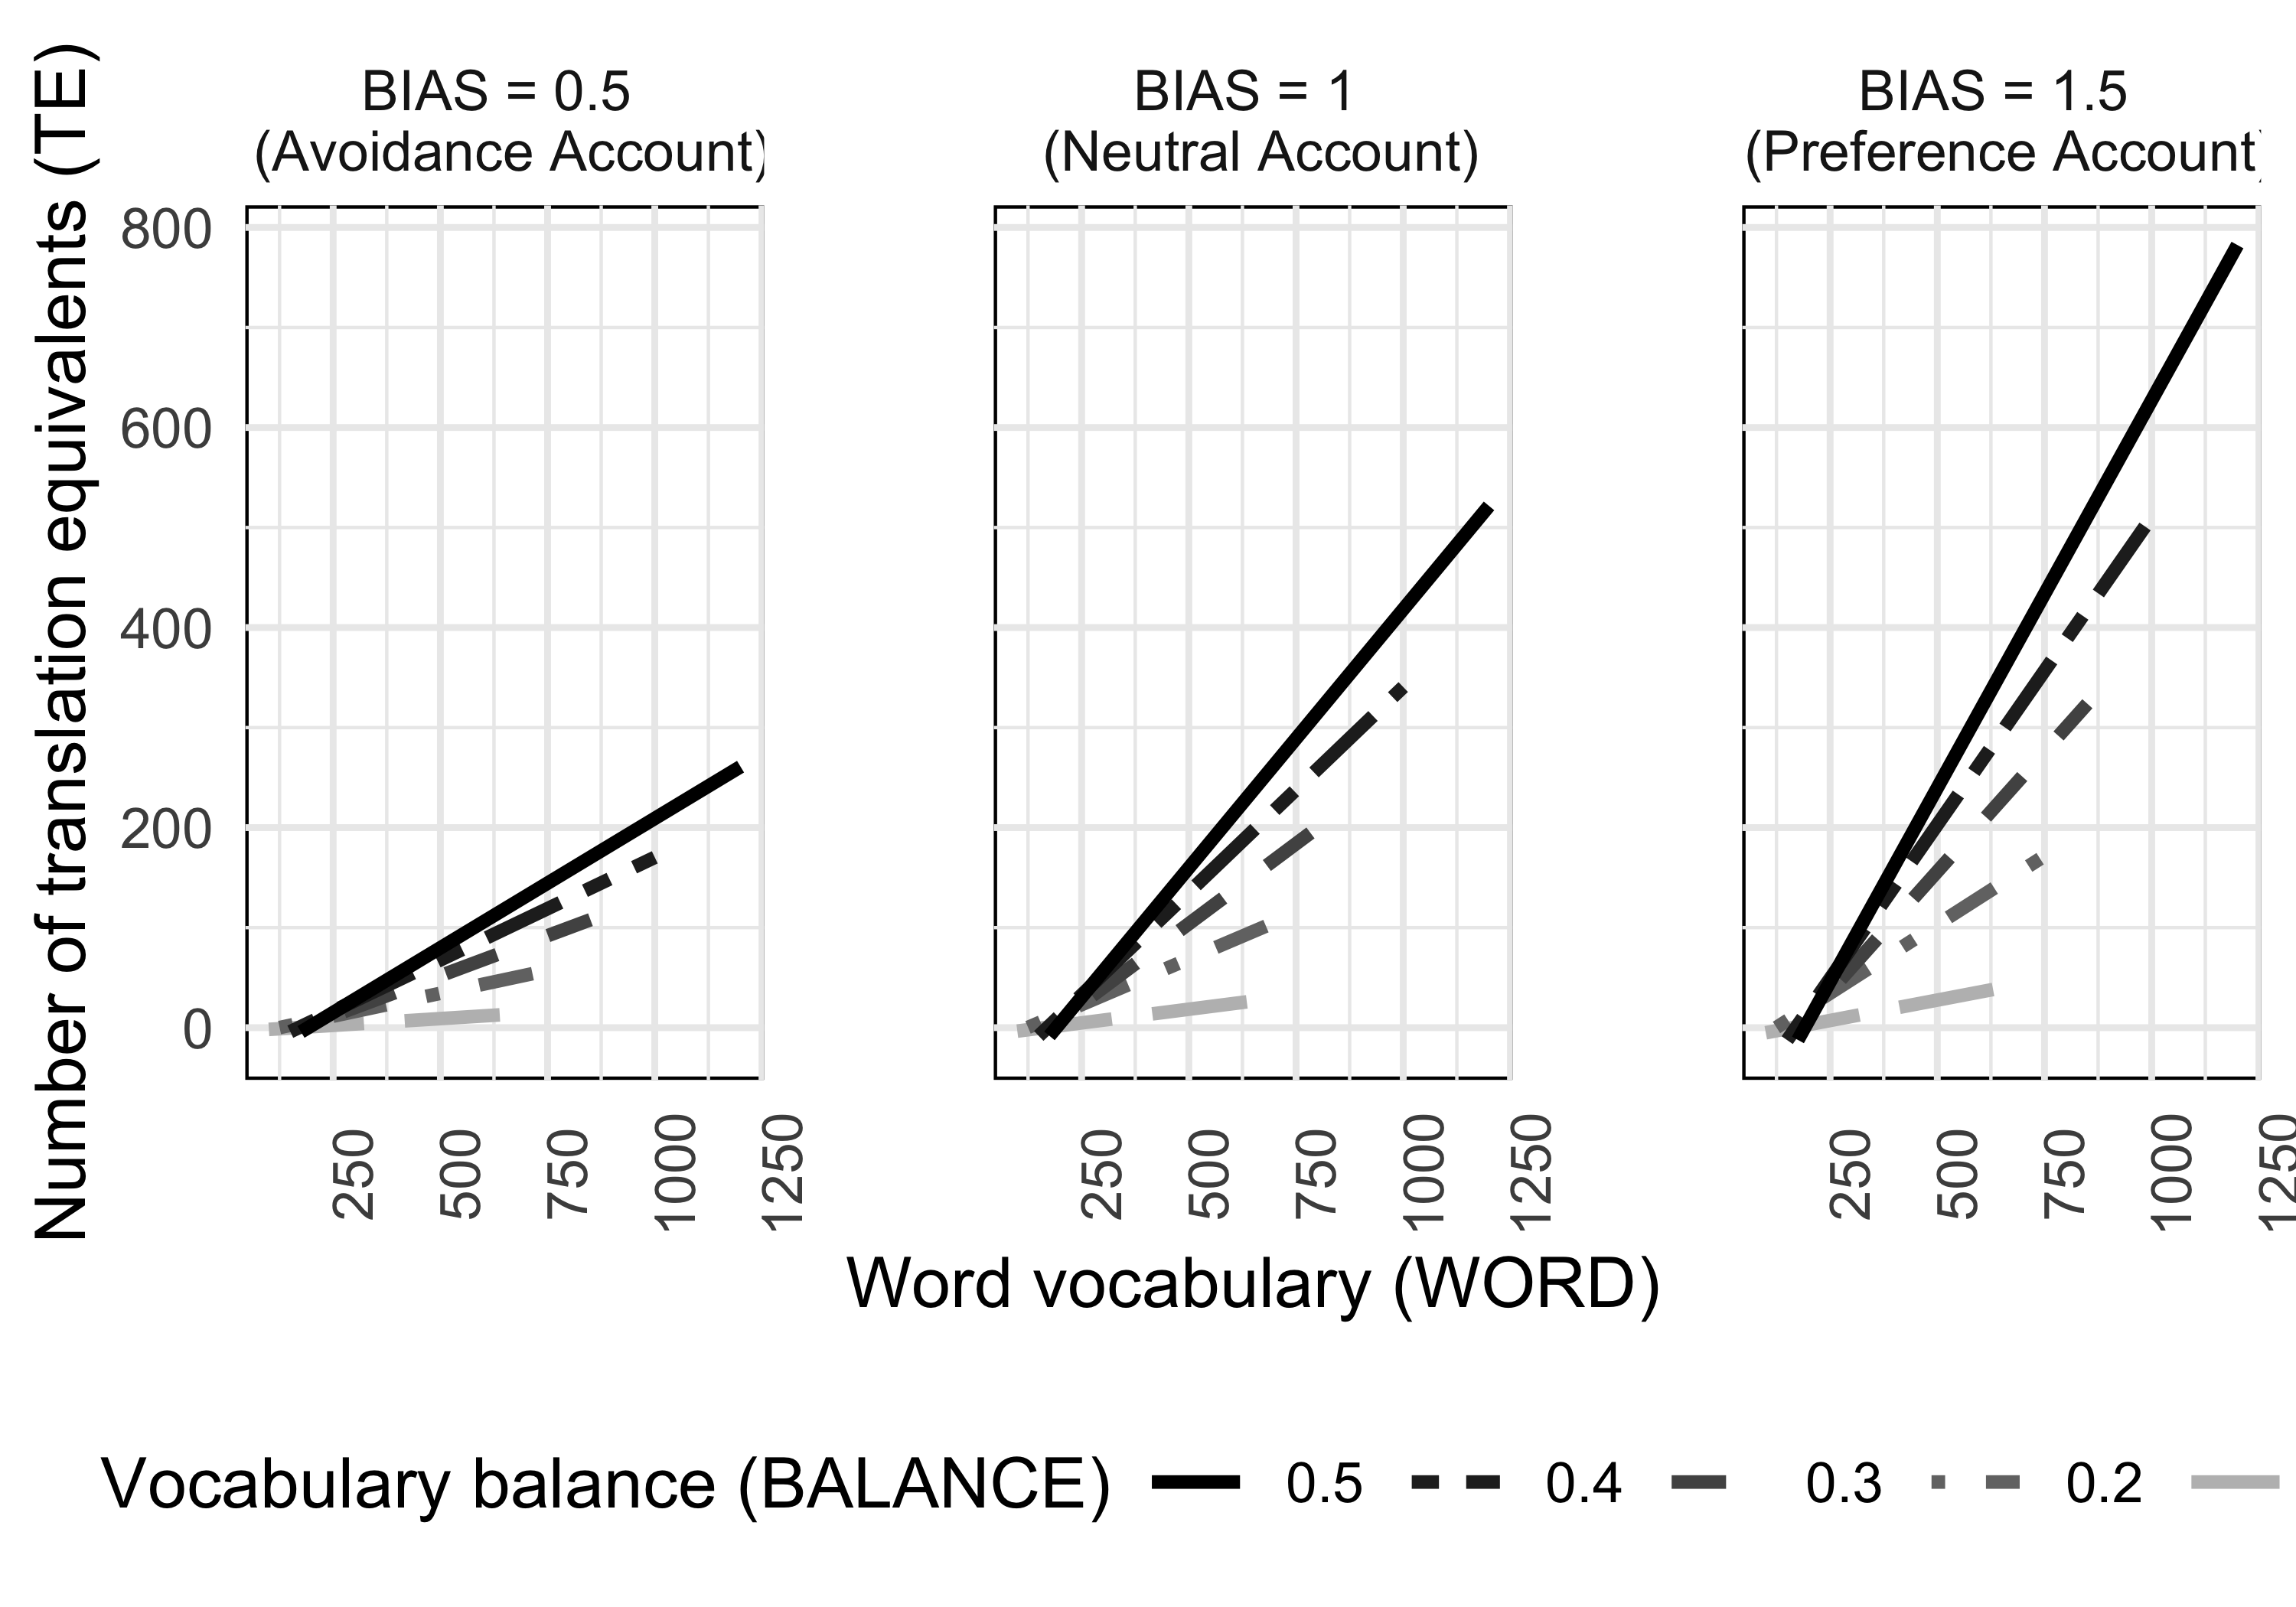 BIAS = 0.5
(Avoidance Account)
BIAS = 1
(Neutral Account)
BIAS = 1.5
(Preference Account
Number of translation equivalents (TE)
800
600
400
200
0
250
500
750
1000
1250
250
500
750
1000
1250
250
500
750
1000
1250
Word vocabulary (WORD)
Vocabulary balance (BALANCE) 0.5 0.4 0.3 0.2